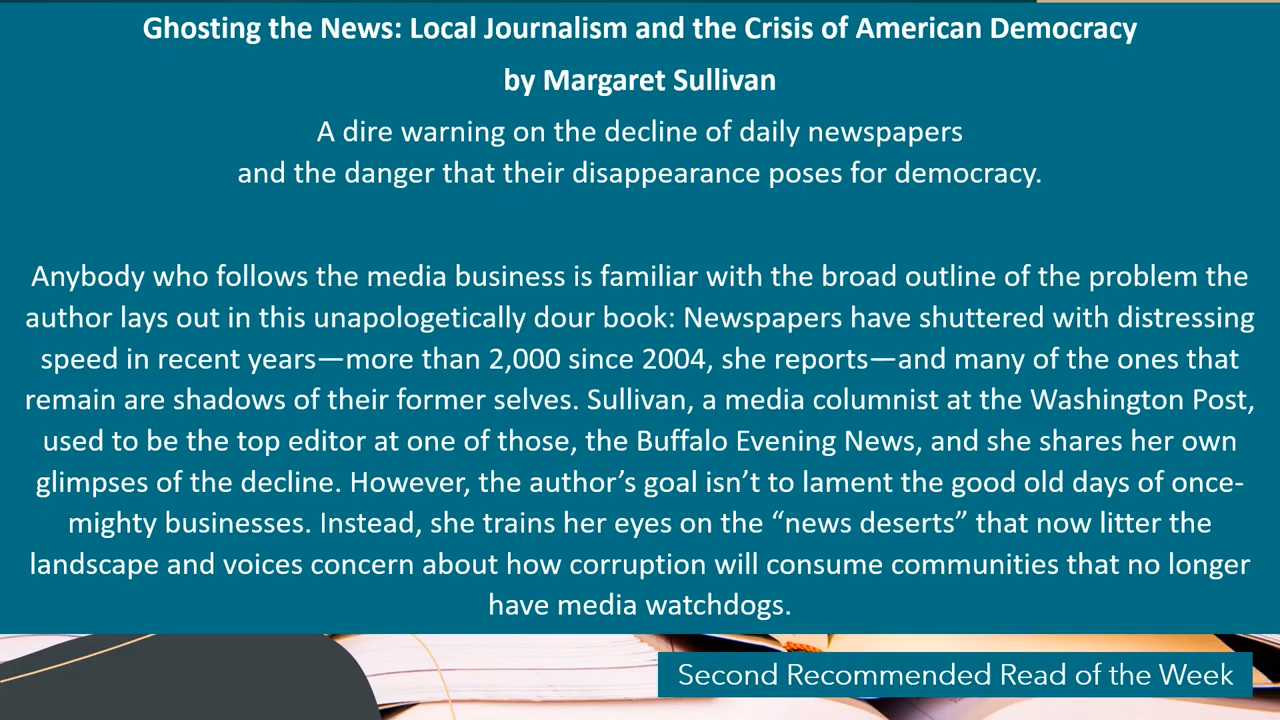 Ghosting the News: Local Journalism and the Crisis of American Democracy
by Margaret Sullivan
A dire warning on the decline of daily newspapers
and the danger that their disappearance poses for democracy.
Anybody who follows the media business is familiar with the broad outline of the problem the
author lays out in this unapologetically dour book: Newspapers have shuttered with distressing
speed in recent years—more than 2,000 since 2004, she reports—and many of the ones that
remain are shadows of their former selves. Sullivan, a media columnist at the Washington Post,
used to be the top editor at one of those, the Buffalo Evening News, and she shares her own
glimpses of the decline. However, the author’s goal isn’t to lament the good old days of once-
mighty businesses. Instead, she trains her eyes on the “news deserts” that now litter the
landscape and voices concern about how corruption will consume communities that no longer
have media watchdogs.
Second Recommended Read of the Week